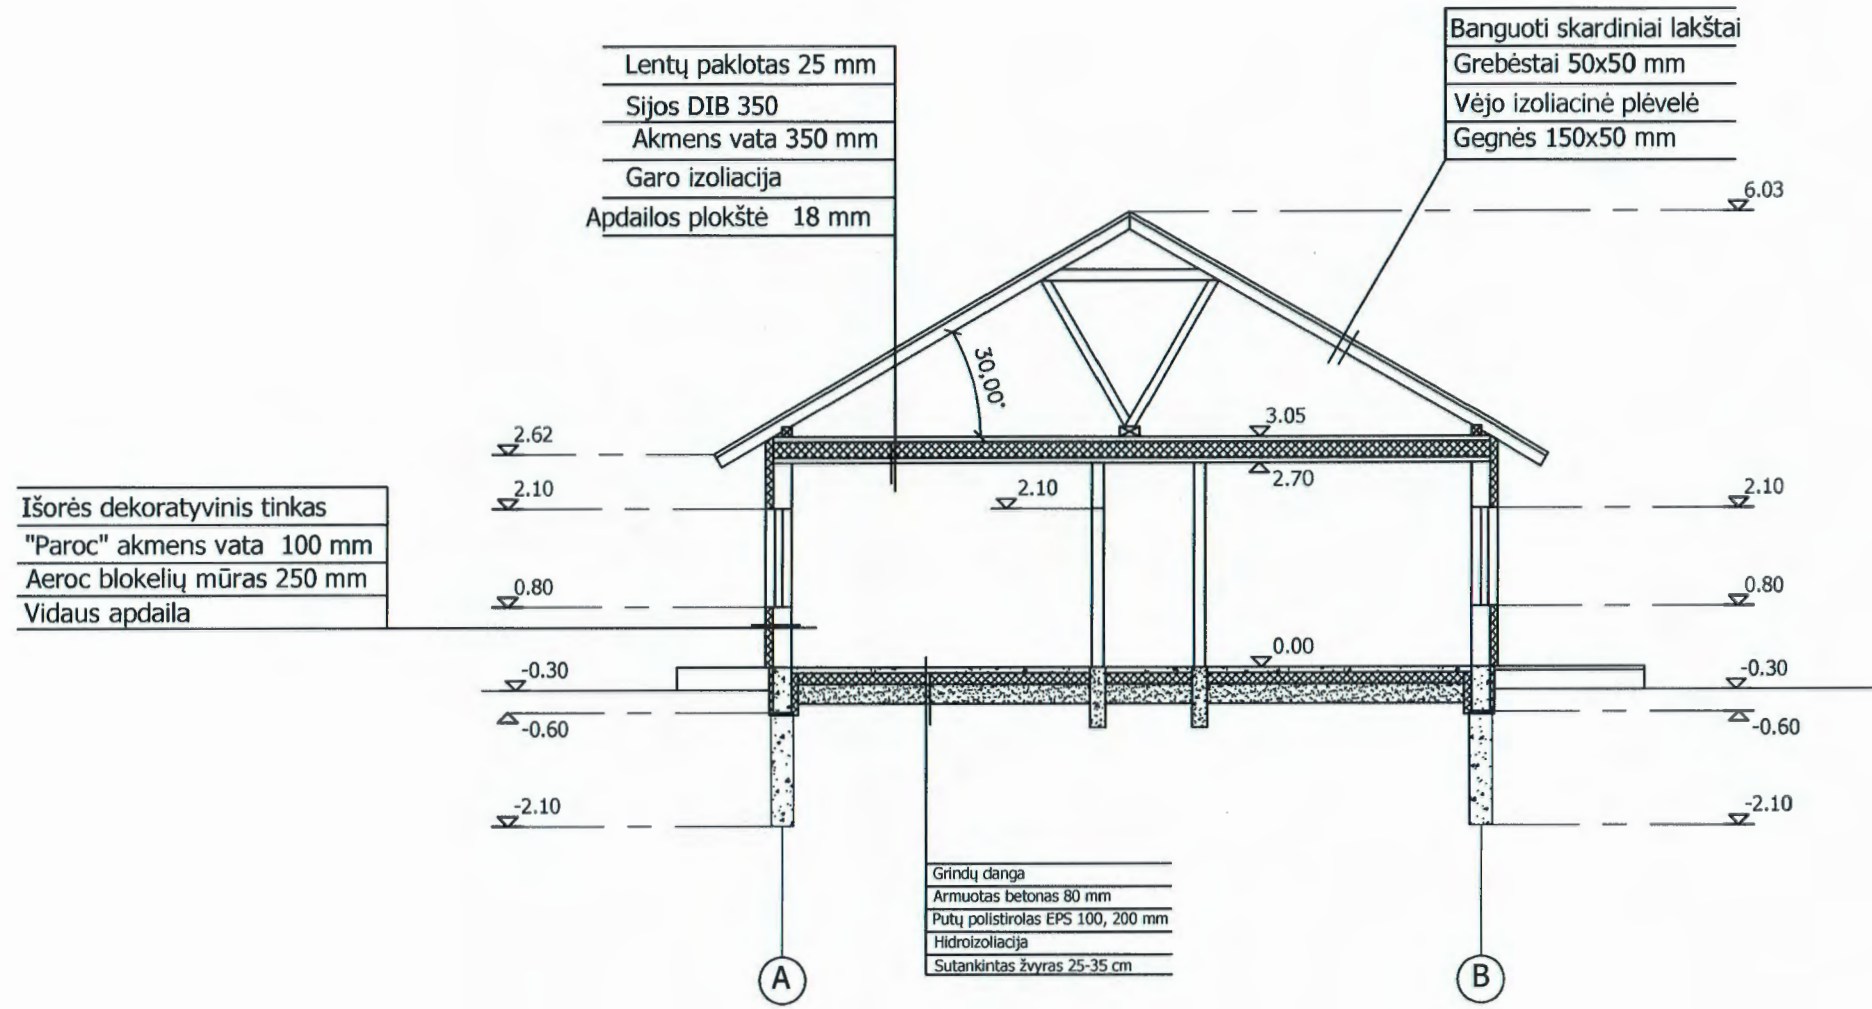 Banguoti skardiniai lakštai
Grebėstai 50x50 mm
Vėjo izoliacinė plėvelė
Gegnės 150x50 mm
Lentų paklotas 25 mm
Sijos DIB 350
Akmens vata 350 mm
Garo izoliacija
Apdailos plokštė 18 mm
6.03
30,00°
3.05
2.62
2.70
2.10
2.10
2.10
Išorės dekoratyvinis tinkas
"Paroc" akmens vata 100 mm
Aeroc blokelių mūras 250 mm
Vidaus apdaila
0.80
0.80
0.00
-0.30
-0.30
-0.60
-0.60
-2.10
-2.10
Grindų danga
Armuotas betonas 80 mm
Putų polistirolas EPS 100, 200 mm
Hidroizoliacija
Sutankintas žvyras 25-35 cm
A
B